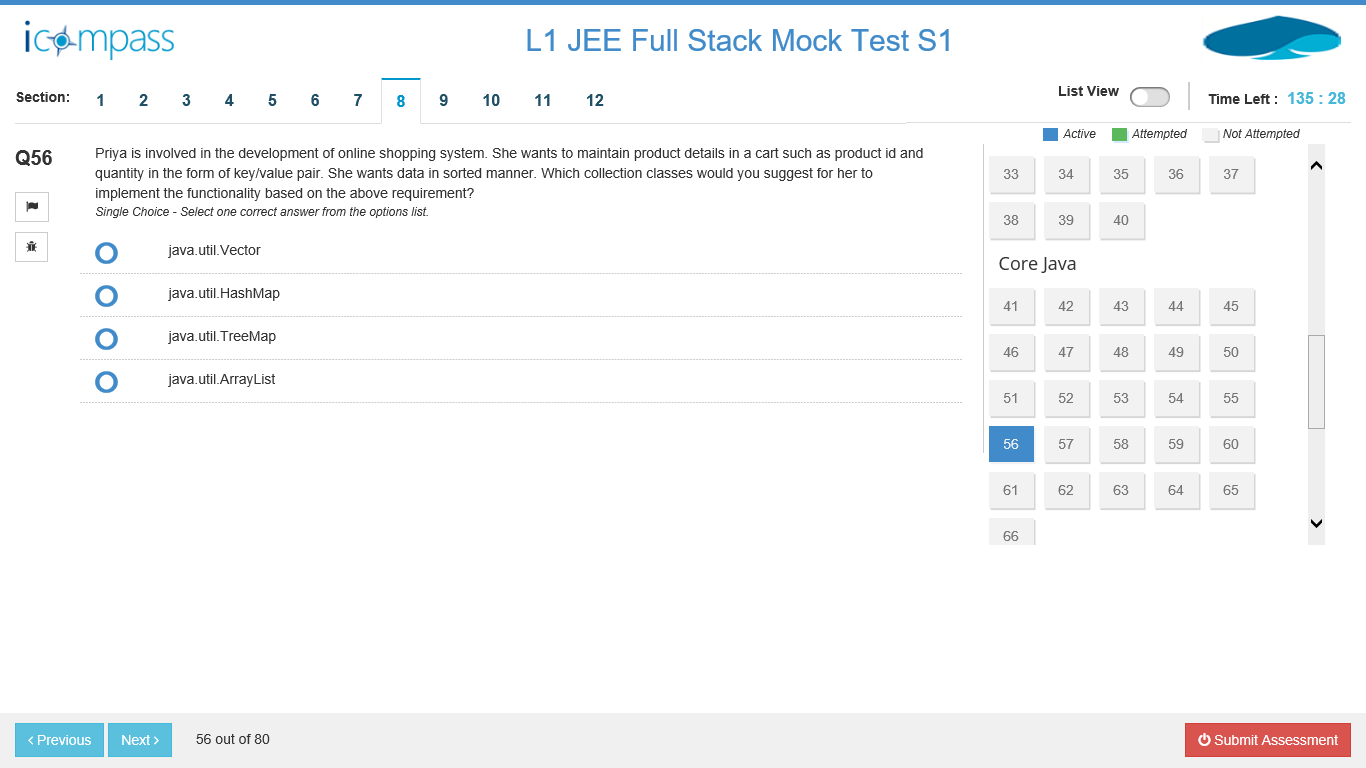 icompass
L1 JEE Full Stack Mock Test S1
Section: 1 2 3 4 5 6 7 8 9 10 11 12
List View
Time Left : 135 : 28
Active Attempted Not Attempted
Q56
Priya is involved in the development of online shopping system. She wants to maintain product details in a cart such as product id and
quantity in the form of key/value pair. She wants data in sorted manner. Which collection classes would you suggest for her to
implement the functionality based on the above requirement?
Single Choice - Select one correct answer from the options list.
java.util.Vector
java.util.HashMap
java.util.TreeMap
java.util.ArrayList
33 34 35 36 37
38 39 40
Core Java
41 42 43 44 45
46 47 48 49 50
51 52 53 54 55
56 57 58 59 60
61 62 63 64 65
66
Previous Next 56 out of 80
Submit Assessment